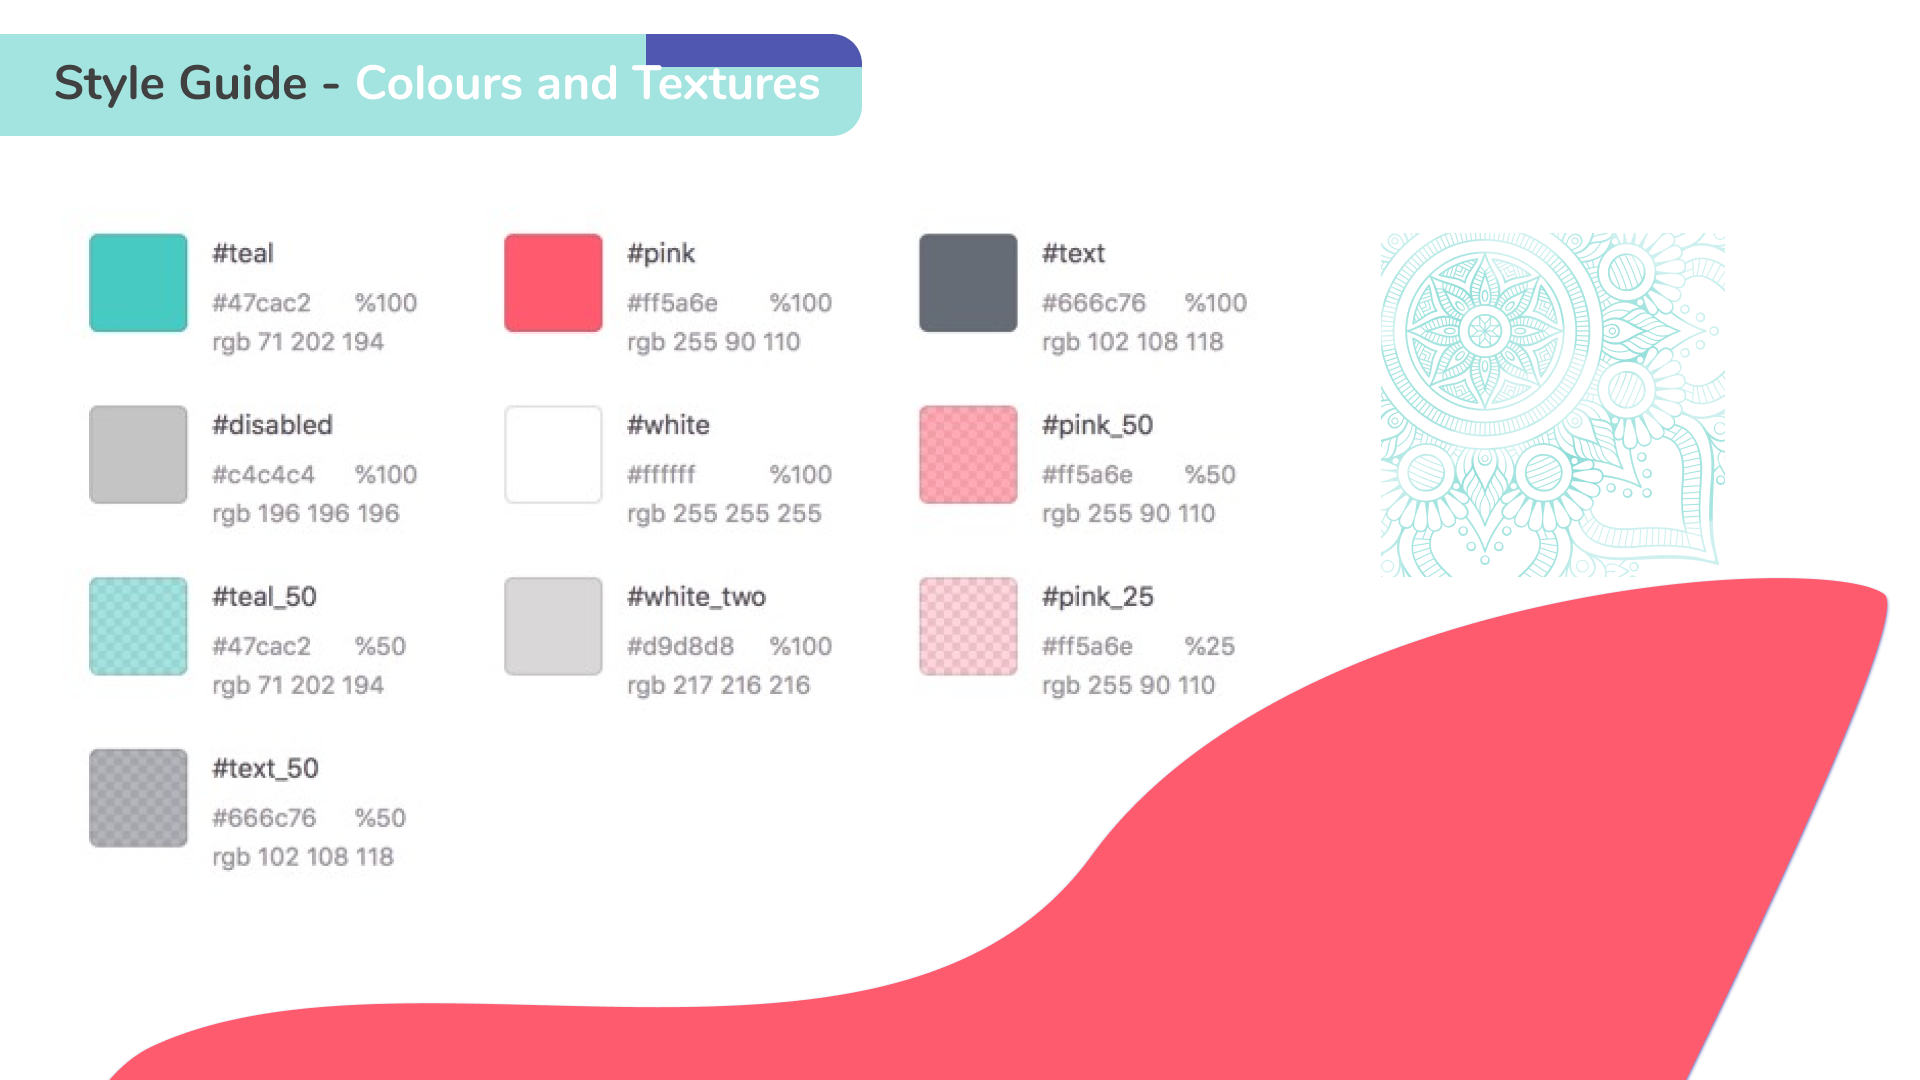 Style Guide - Colours and Textures
#teal
#47cac2 %100
rgb 71 202 194
#pink
#ff5a6e %100
rgb 255 90 110
#text
#666c76 %100
rgb 102 108 118
#disabled
#c4c4c4 %100
rgb 196 196 196
#white
#ffffff %100
rgb 255 255 255
#pink_50
#ff5a6e %50
rgb 255 90 110
#teal_50
#47cac2 %50
rgb 71 202 194
#white_two
#d9d8d8 %100
rgb 217 216 216
#pink_25
#ff5a6e %25
rgb 255 90 110
#text_50
#666c76 %50
rgb 102 108 118